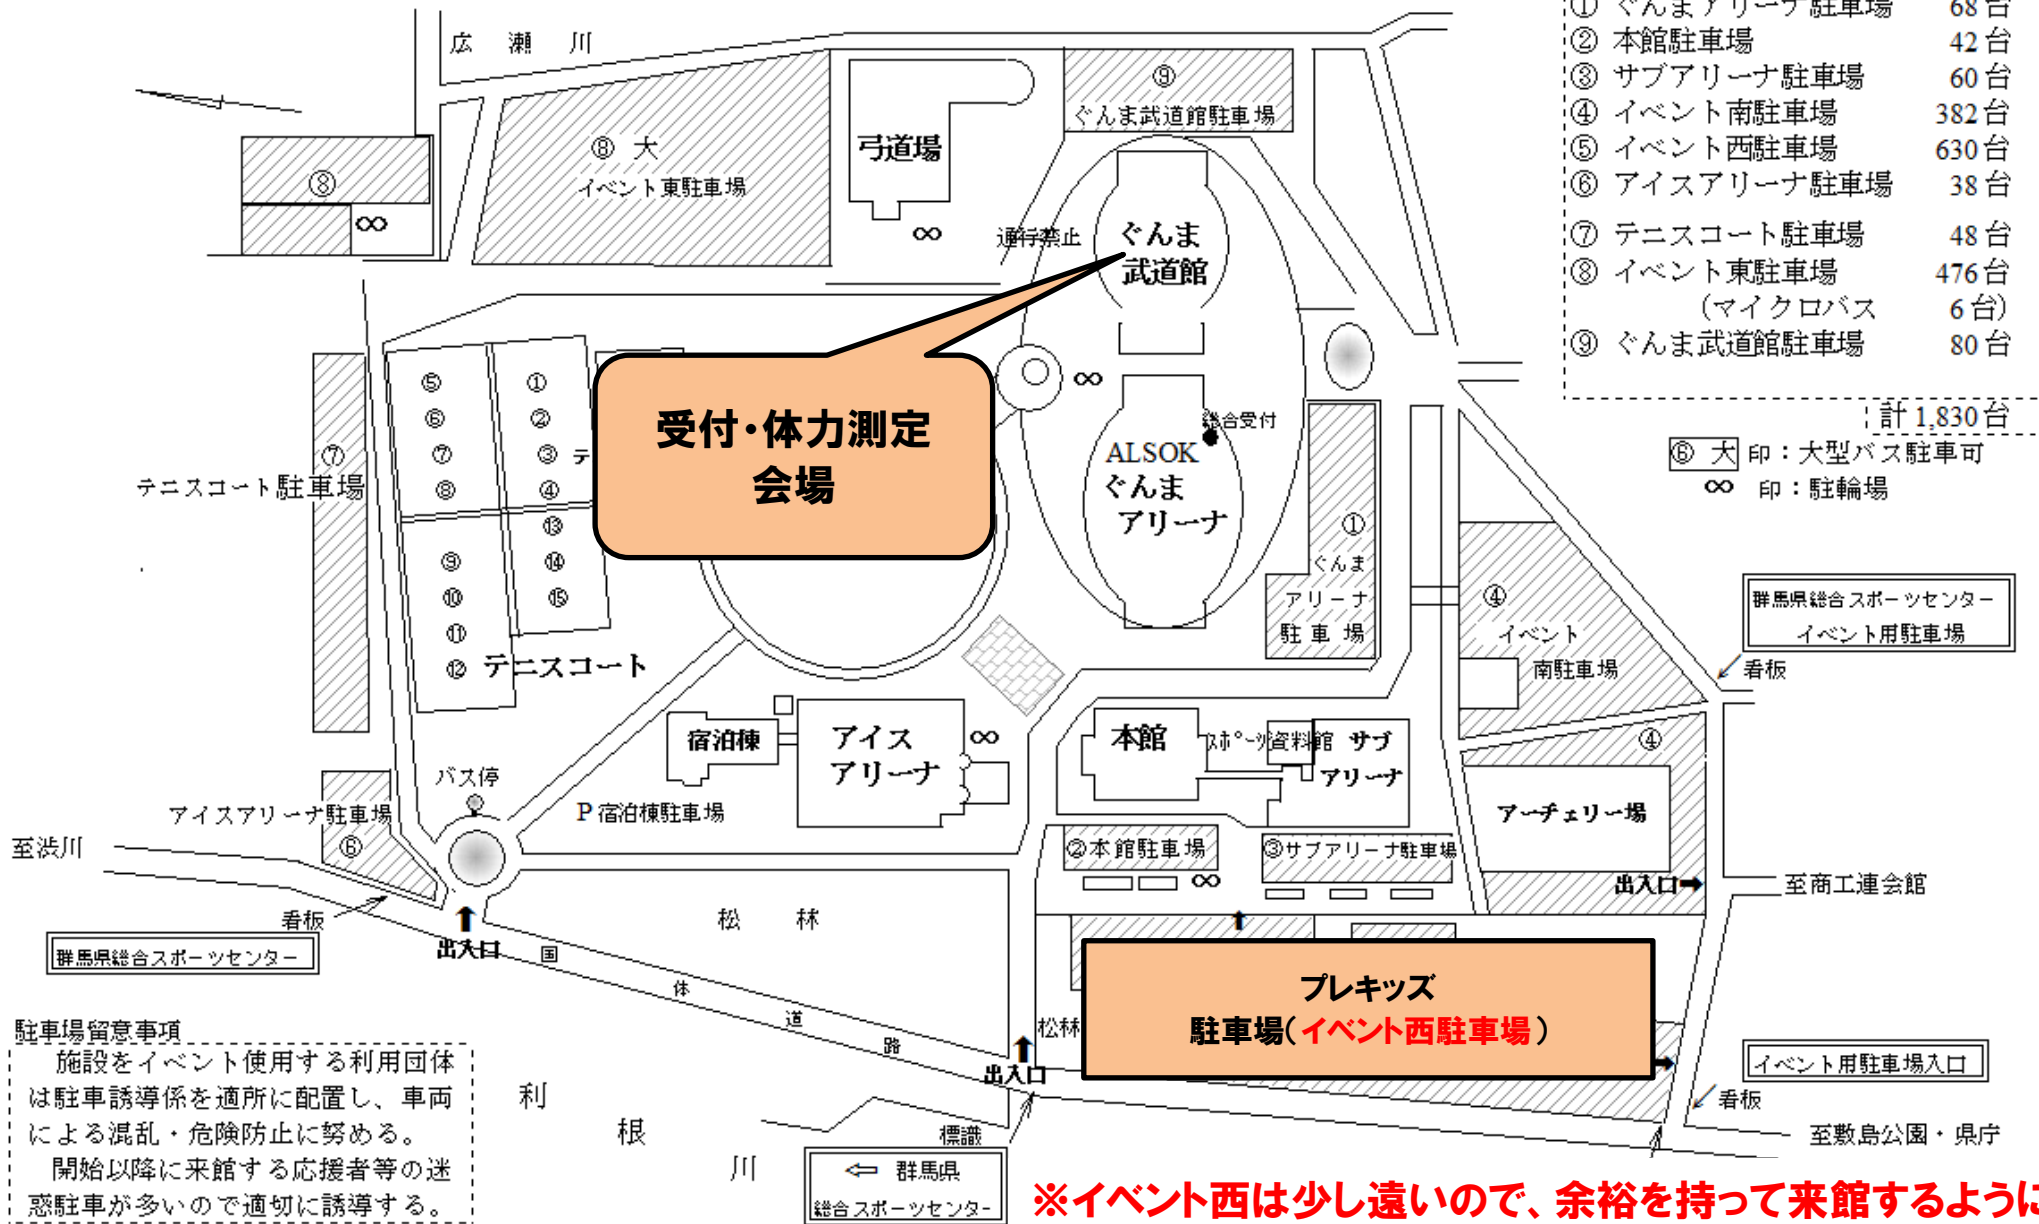 ① ぐんまアリーナ駐車場 68台
② 本館駐車場 42台
③ サブアリーナ駐車場 60台
④ イベント南駐車場 382台
⑤ イベント西駐車場 630台
⑥ アイスアリーナ駐車場 38台
⑦ テニスコート駐車場 48台
⑧ イベント東駐車場 476台
(マイクロバス 6台)
⑨ ぐんま武道館駐車場 80台
計 1,830台
⑥ 大 印：大型バス駐車可
∞ 印：駐輪場
広 瀬 川
⑧
∞
⑧ 大
イベント東駐車場
弓道場
∞
⑨
ぐんま武道館駐車場
通行禁止
ぐんま
武道館
受付・体力測定
会場
∞
総合受付
ALSOK
ぐんま
アリーナ
①
ぐんま
アリーナ
駐車場
⑦
テニスコート駐車場
⑤ ①
⑥ ②
⑦ ③ テ
⑧ ④
⑬
⑨ ⑭
⑩ ⑮
⑪
⑫ テニスコート
④
イベント
南駐車場
群馬県総合スポーツセンター
イベント用駐車場
看板
宿泊棟
アイス
アリーナ
∞
本館
スポーツ資料館
サブ
アリーナ
④
アーチェリー場
バス停
P 宿泊棟駐車場
アイスアリーナ駐車場
⑥
至渋川
②本館駐車場
∞
③サブアリーナ駐車場
出入口
至商工連会館
看板
群馬県総合スポーツセンター
出入口
松 林
国 体 道 路
松林
出入口
プレキッズ
駐車場(イベント西駐車場)
イベント用駐車場入口
看板
至敷島公園・県庁
駐車場留意事項
施設をイベント使用する利用団体
は駐車誘導係を適所に配置し、車両
による混乱・危険防止に努める。
開始以降に来館する応援者等の迷
惑駐車が多いので適切に誘導する。
利 根 川
標識
⇦ 群馬県
総合スポーツセンター
※イベント西は少し遠いので、余裕を持って来館するように